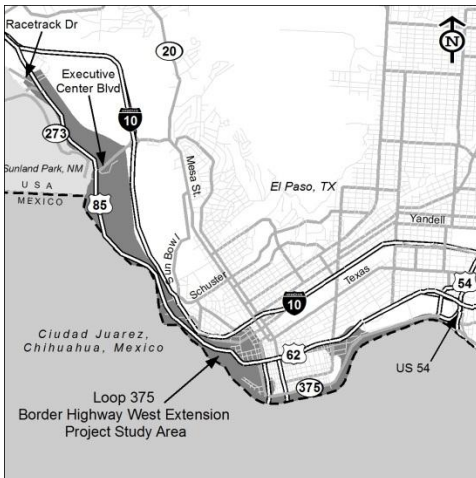 Racetrack Dr
20
N
Executive
Center Blvd
10
273
Sunland Park, NM
USA
MEXICO
85
Mesa St.
El Paso, TX
Sun Bowl
Schuster
Yandell
Texas
54
10
Ciudad Juarez,
Chihuahua, Mexico
62
US 54
375
Loop 375
Border Highway West Extension
Project Study Area